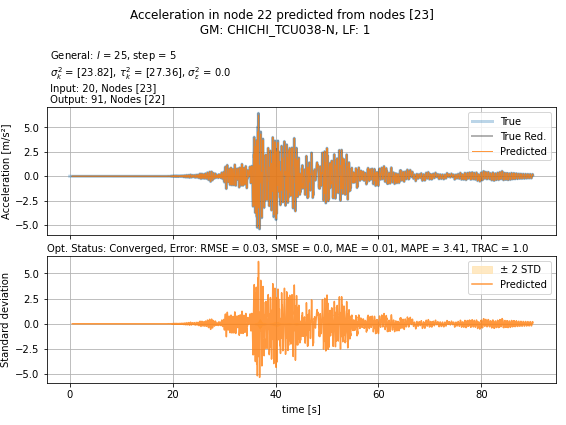 Acceleration in node 22 predicted from nodes [23]
GM: CHICHI_TCU038-N, LF: 1
General: l = 25, step = 5
σ²ₖ = [23.82], τ²ₖ = [27.36], σ²ₑ = 0.0
Input: 20, Nodes [23]
Output: 91, Nodes [22]
Acceleration [m/s²]
5.0
2.5
0.0
−2.5
−5.0
True
True Red.
Predicted
Opt. Status: Converged, Error: RMSE = 0.03, SMSE = 0.0, MAE = 0.01, MAPE = 3.41, TRAC = 1.0
Standard deviation
5.0
2.5
0.0
−2.5
−5.0
± 2 STD
Predicted
0 20 40 60 80
time [s]